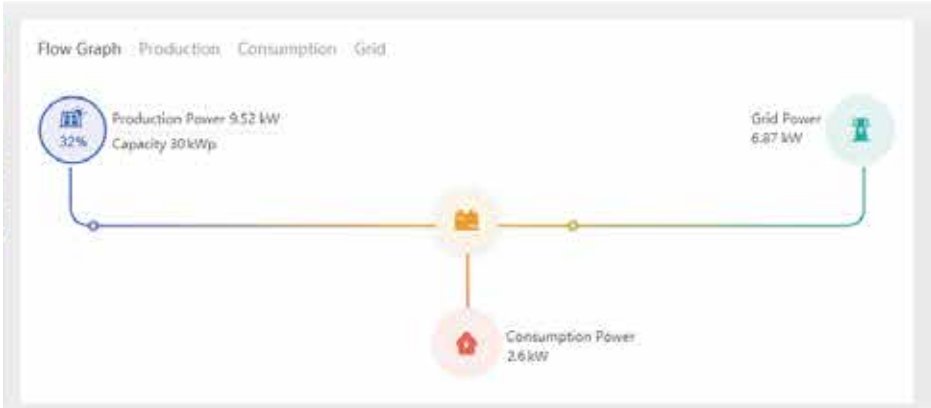 Flow Graph Production Consumption Grid
Production Power 9.52 kW
Capacity 30 kWp
32%
Grid Power
6.87 kW
Consumption Power
2.6 kW